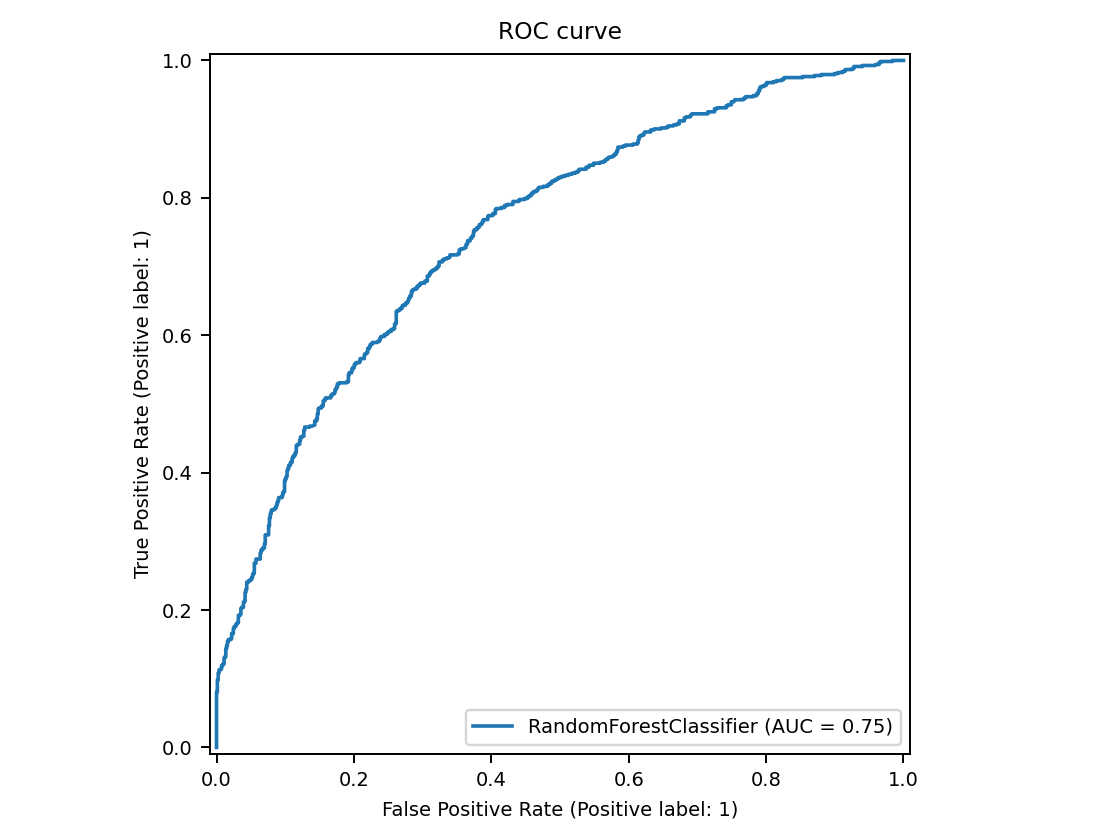 ROC curve
1.0
0.8
0.6
0.4
0.2
0.0
True Positive Rate (Positive label: 1)
RandomForestClassifier (AUC = 0.75)
0.0 0.2 0.4 0.6 0.8 1.0
False Positive Rate (Positive label: 1)